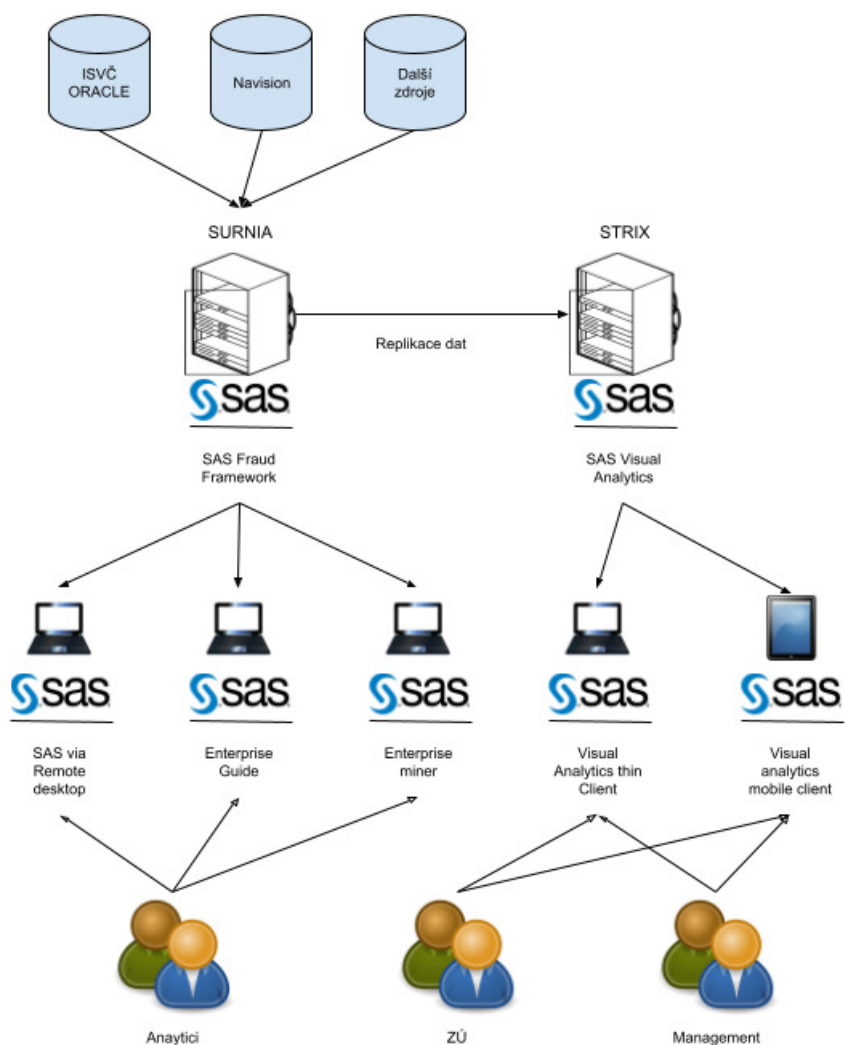 ISVČ
ORACLE
Navision
Další
zdroje
SURNIA
STRIX
Replikace dat
sas
sas
SAS Fraud
Framework
SAS Visual
Analytics
sas
sas
sas
sas
sas
SAS via
Remote
desktop
Enterprise
Guide
Enterprise
miner
Visual
Analytics thin
Client
Visual
analytics
mobile client
Anaytici
ZÚ
Management